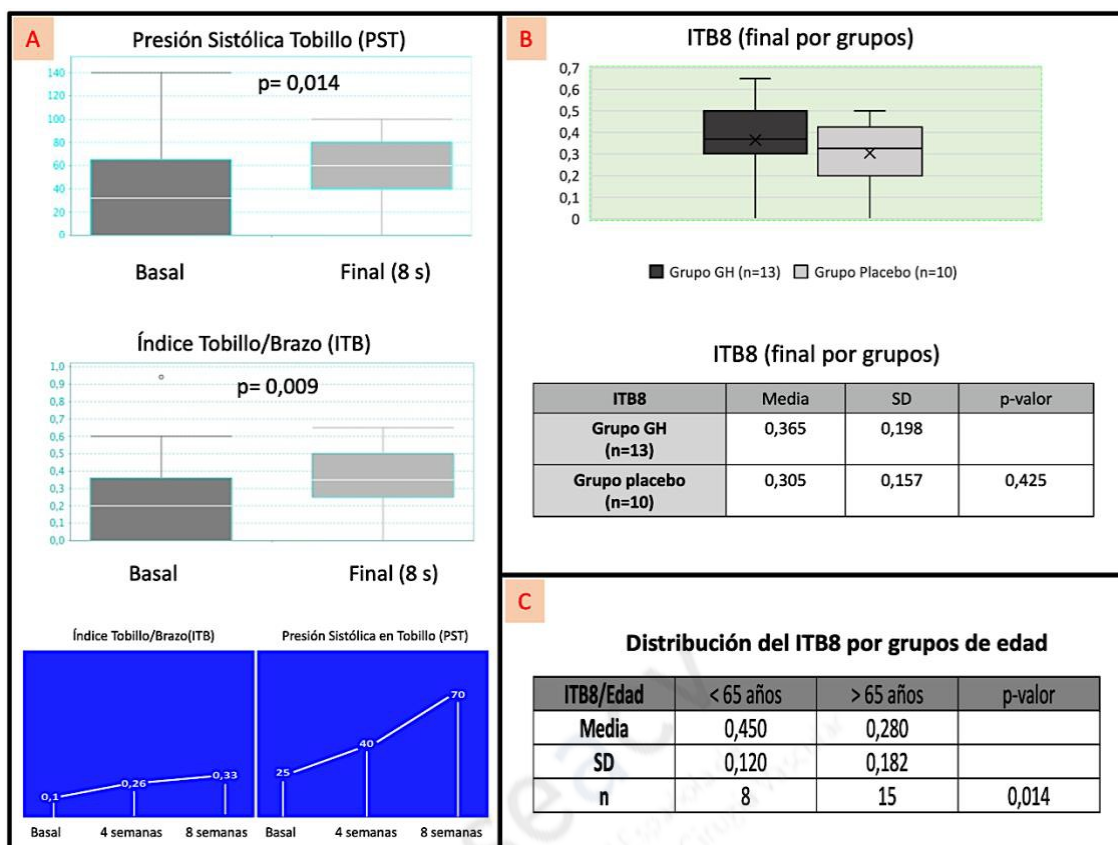 A
Presión Sistólica Tobillo (PST)
p= 0,014
140
120
100
80
60
40
20
0
Basal
Final (8 s)
Índice Tobillo/Brazo (ITB)
p= 0,009
1,0
0,9
0,8
0,7
0,6
0,5
0,4
0,3
0,2
0,1
0,0
Basal
Final (8 s)
Índice Tobillo/Brazo(ITB)
0,1
0,26
0,33
Basal
4 semanas
8 semanas
Presión Sistólica en Tobillo (PST)
25
40
70
Basal
4 semanas
8 semanas
B
ITB8 (final por grupos)
0,7
0,6
0,5
0,4
0,3
0,2
0,1
0
Grupo GH (n=13) Grupo Placebo (n=10)
ITB8 (final por grupos)
ITB8 Media SD p-valor
Grupo GH
(n=13)
0,365 0,198
Grupo placebo
(n=10)
0,305 0,157 0,425
C
Distribución del ITB8 por grupos de edad
ITB8/Edad < 65 años > 65 años p-valor
Media 0,450 0,280
SD 0,120 0,182
n 8 15 0,014